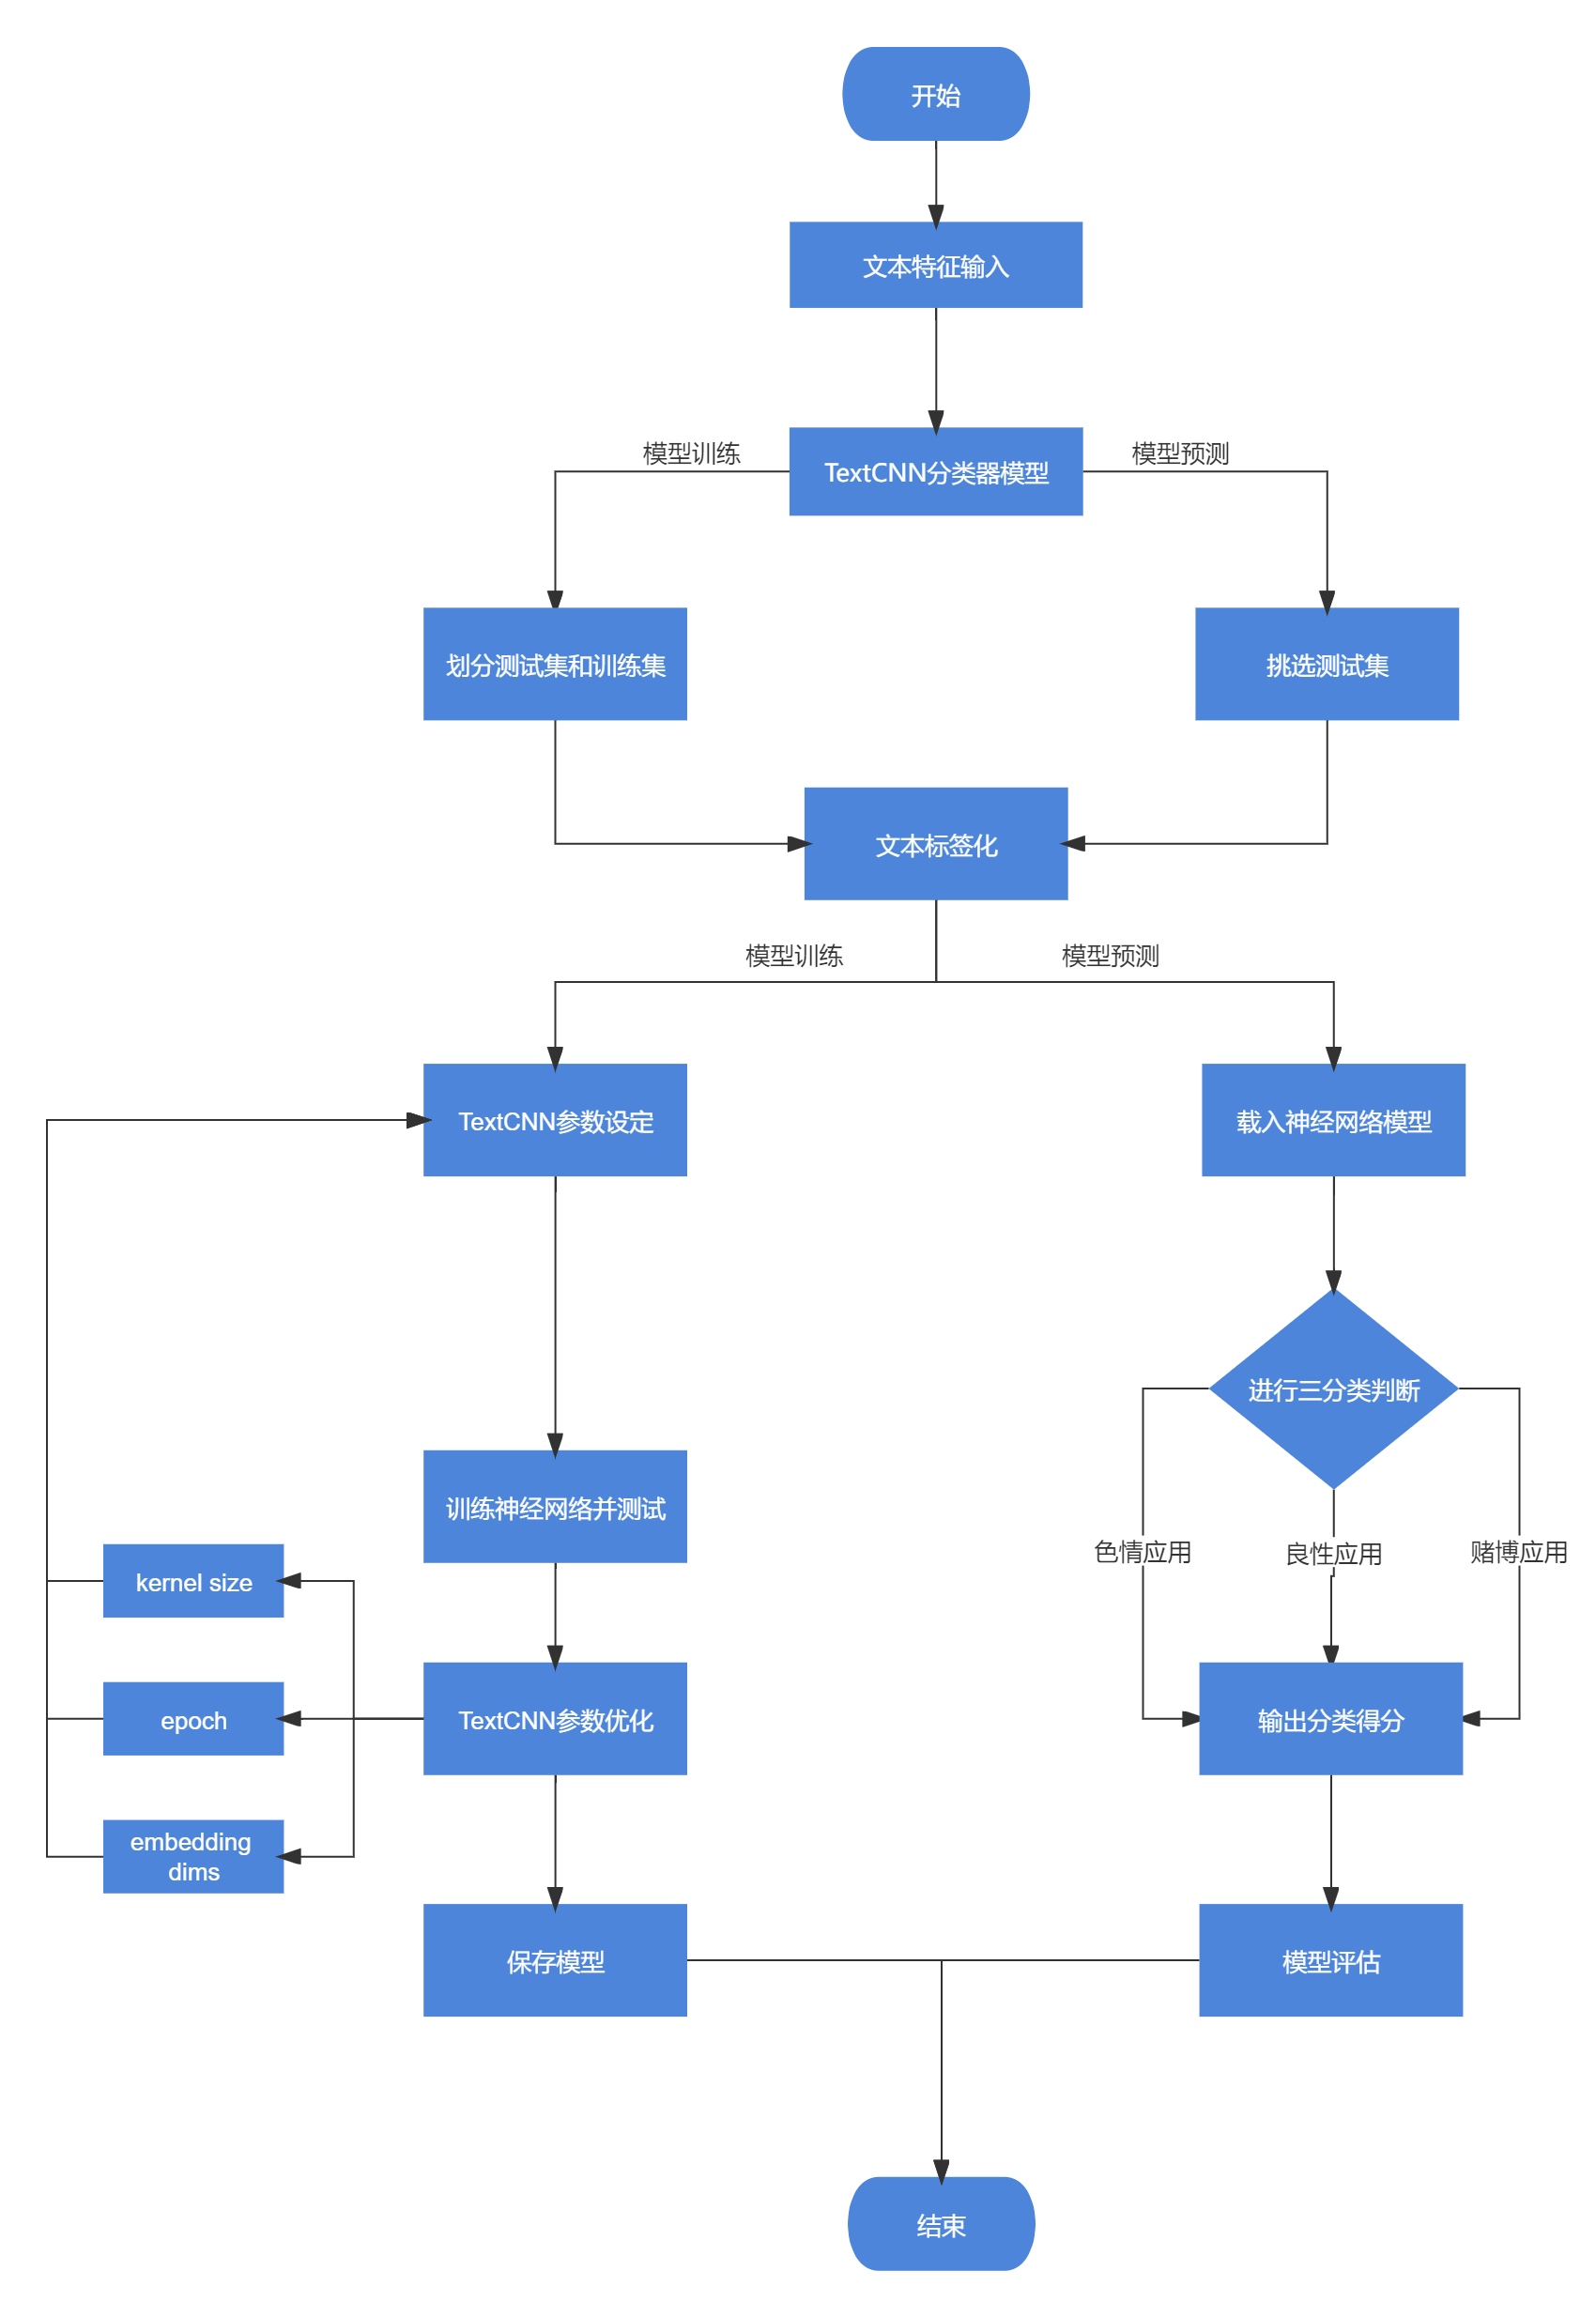 开始
文本特征输入
模型训练
TextCNN分类器模型
模型预测
划分测试集和训练集
挑选测试集
文本标签化
模型训练
模型预测
TextCNN参数设定
载入神经网络模型
进行三分类判断
训练神经网络并测试
色情应用
良性应用
赌博应用
kernel size
epoch
TextCNN参数优化
输出分类得分
embedding
dims
保存模型
模型评估
结束